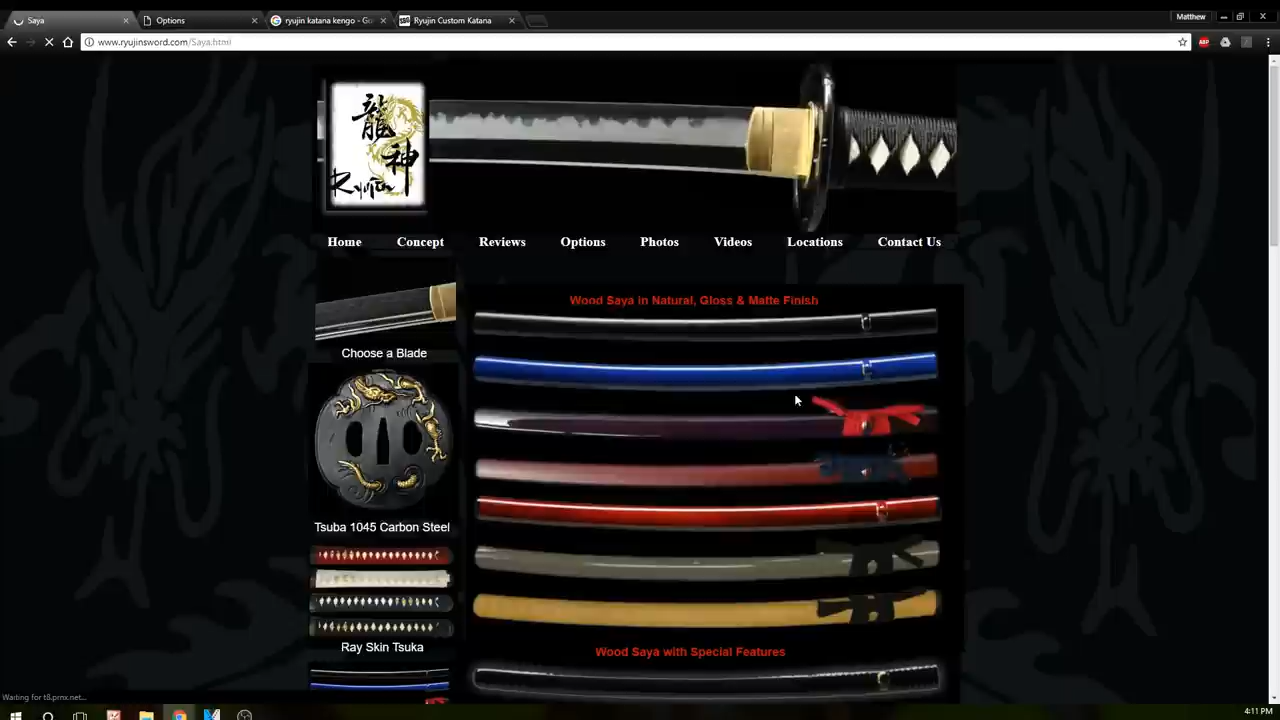 Saya
Options
ryujin katana kengo - Go
Ryujin Custom Katana
Matthew
www.ryujinsword.com/Saya.html
ABP
龍
神
Ryujin
Home
Concept
Reviews
Options
Photos
Videos
Locations
Contact Us
Wood Saya in Natural, Gloss & Matte Finish
Choose a Blade
Tsuba 1045 Carbon Steel
Ray Skin Tsuka
Wood Saya with Special Features
Waiting for t8.prnx.net...
4:11 PM